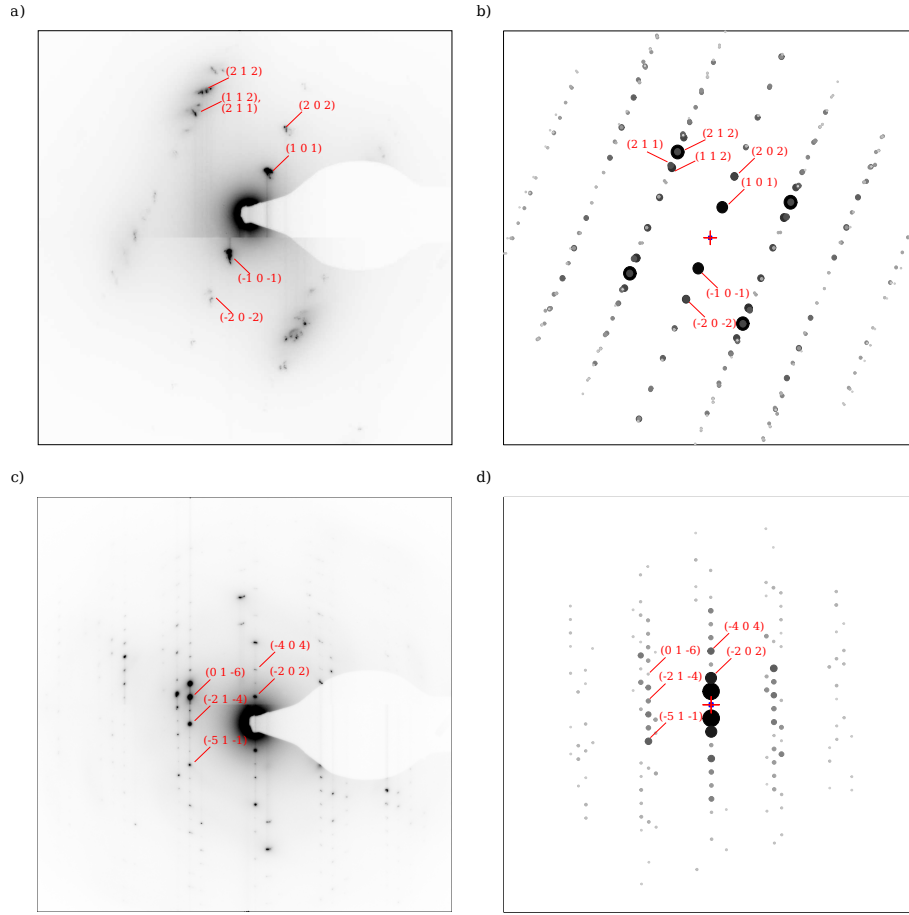 a)
(2 1 2)
(1 1 2),
(2 1 1)
(2 0 2)
(1 0 1)
(-1 0 -1)
(-2 0 -2)
b)
(2 1 1)
(2 1 2)
(1 1 2)
(2 0 2)
(1 0 1)
(-1 0 -1)
(-2 0 -2)
c)
(-4 0 4)
(0 1 -6)
(-2 0 2)
(-2 1 -4)
(-5 1 -1)
d)
(-4 0 4)
(0 1 -6)
(-2 0 2)
(-2 1 -4)
(-5 1 -1)